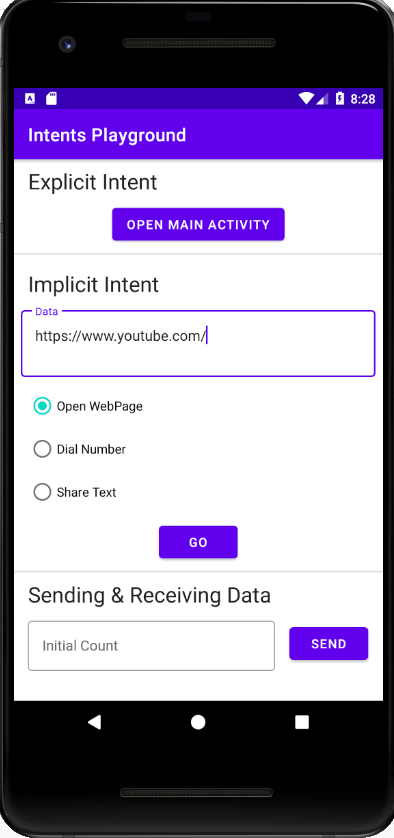 8:28
Intents Playground
Explicit Intent
OPEN MAIN ACTIVITY
Implicit Intent
Data
https://www.youtube.com/
Open WebPage
Dial Number
Share Text
GO
Sending & Receiving Data
Initial Count
SEND